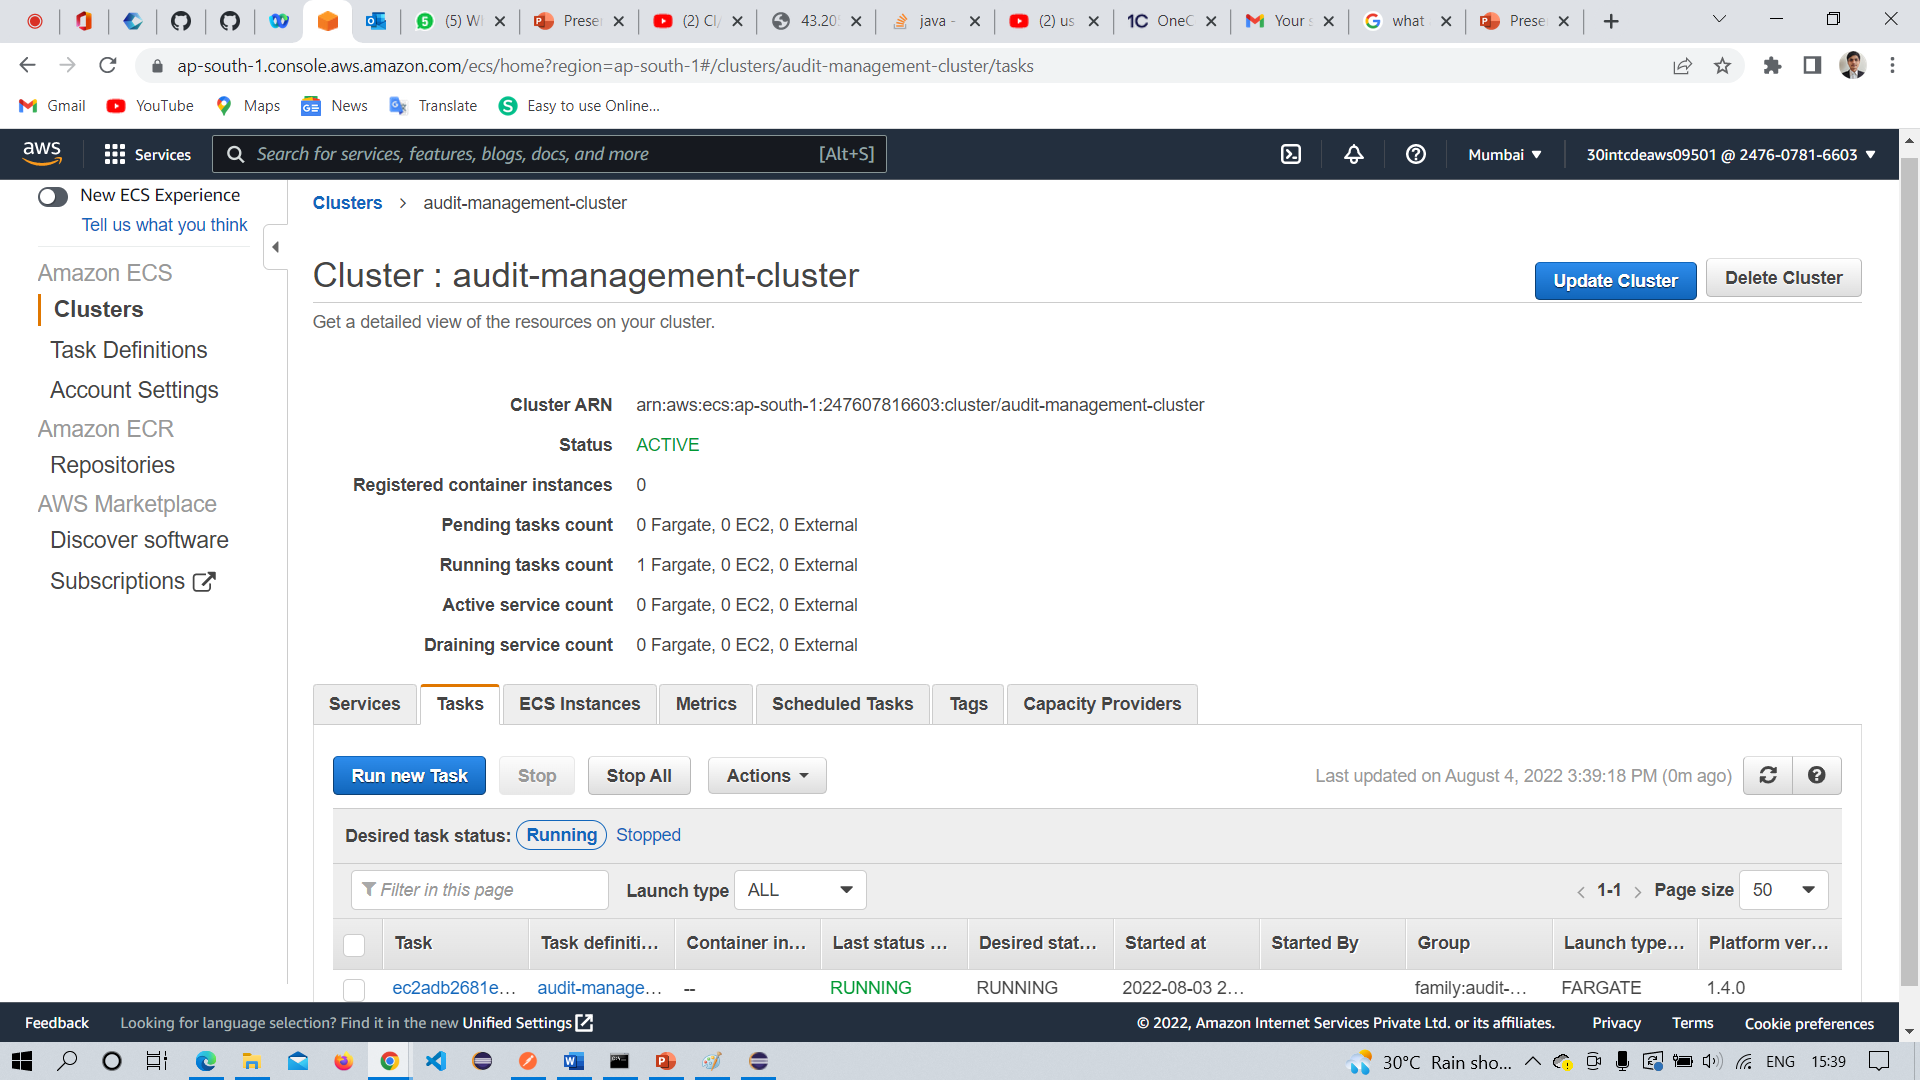 (5) W
Prese
(2) CI/
43.20
java -
(2) us
OneC
Your s
what
Prese
ap-south-1.console.aws.amazon.com/ecs/home?region=ap-south-1#/clusters/audit-management-cluster/tasks
Gmail YouTube Maps News Translate Easy to use Online...
aws Services Search for services, features, blogs, docs, and more [Alt+S] Mumbai 30intcdeaws09501 @ 2476-0781-6603
New ECS Experience
Tell us what you think
Amazon ECS
Clusters
Task Definitions
Account Settings
Amazon ECR
Repositories
AWS Marketplace
Discover software
Subscriptions
Clusters > audit-management-cluster
Cluster : audit-management-cluster
Update Cluster Delete Cluster
Get a detailed view of the resources on your cluster.
Cluster ARN arn:aws:ecs:ap-south-1:247607816603:cluster/audit-management-cluster
Status ACTIVE
Registered container instances 0
Pending tasks count 0 Fargate, 0 EC2, 0 External
Running tasks count 1 Fargate, 0 EC2, 0 External
Active service count 0 Fargate, 0 EC2, 0 External
Draining service count 0 Fargate, 0 EC2, 0 External
Services Tasks ECS Instances Metrics Scheduled Tasks Tags Capacity Providers
Run new Task Stop Stop All Actions Last updated on August 4, 2022 3:39:18 PM (0m ago)
Desired task status: Running Stopped
Filter in this page Launch type ALL < 1-1 > Page size 50
Task Task definiti... Container in... Last status ... Desired stat... Started at Started By Group Launch type... Platform ver...
ec2adb2681e... audit-manage... -- RUNNING RUNNING 2022-08-03 2... family:audit-... FARGATE 1.4.0
Feedback Looking for language selection? Find it in the new Unified Settings © 2022, Amazon Internet Services Private Ltd. or its affiliates. Privacy Terms Cookie preferences
30°C Rain sho... ENG 15:39